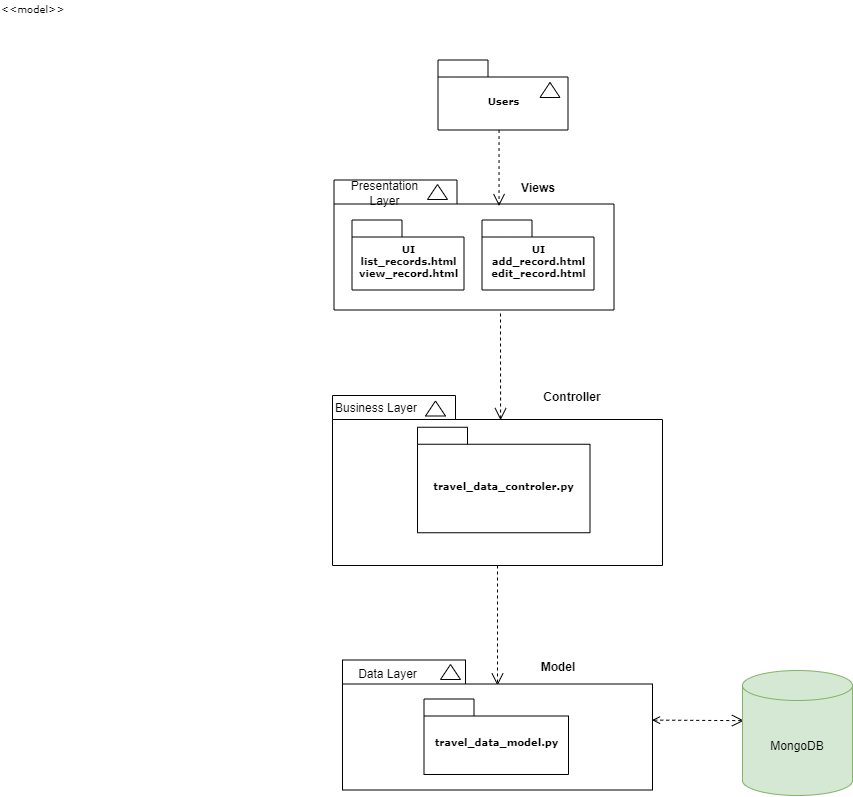 <<model>>
Users
Presentation
Layer
Views
UI
list_records.html
view_record.html
UI
add_record.html
edit_record.html
Business Layer
Controller
travel_data_controler.py
Data Layer
Model
travel_data_model.py
MongoDB